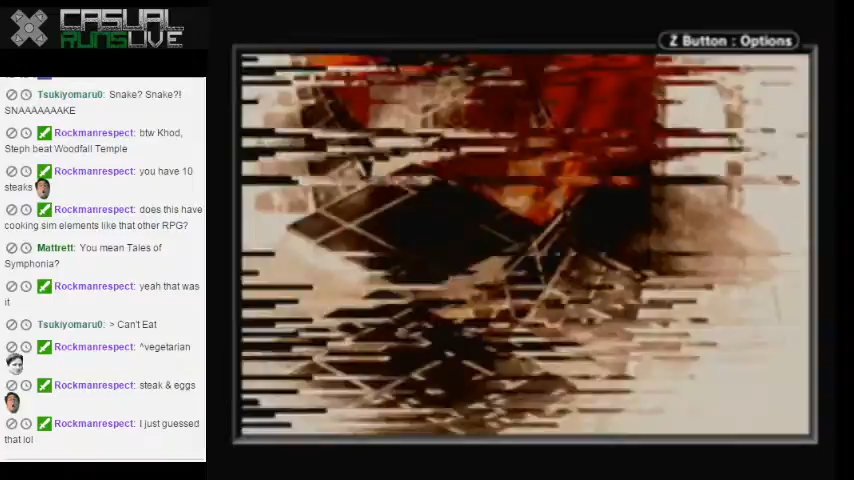 CASUAL
RUNSLIVE
Z Button : Options
Tsukiyomaru0: Snake? Snake?!
SNAAAAAAAKE
Rockmanrespect: btw Khod,
Steph beat Woodfall Temple
Rockmanrespect: you have 10
steaks
Rockmanrespect: does this have
cooking sim elements like that other RPG?
Mattrett: You mean Tales of
Symphonia?
Rockmanrespect: yeah that was
it
Tsukiyomaru0: > Can't Eat
Rockmanrespect: ^vegetarian
Rockmanrespect: steak & eggs
Rockmanrespect: I just guessed
that lol